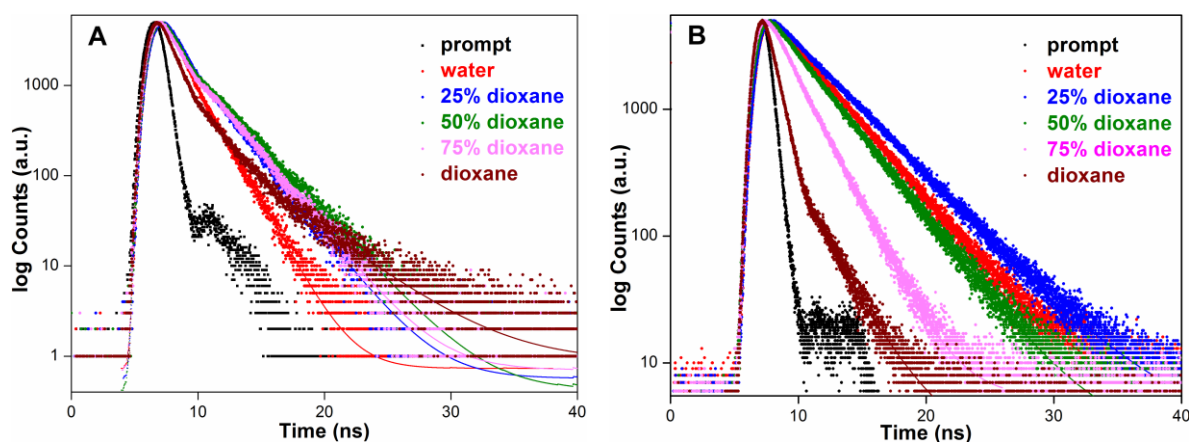 A
prompt
water
25% dioxane
50% dioxane
75% dioxane
dioxane
log Counts (a.u.)
1000
100
10
1
0
10
20
30
40
Time (ns)
B
prompt
water
25% dioxane
50% dioxane
75% dioxane
dioxane
log Counts (a.u.)
1000
100
10
0
10
20
30
40
Time (ns)